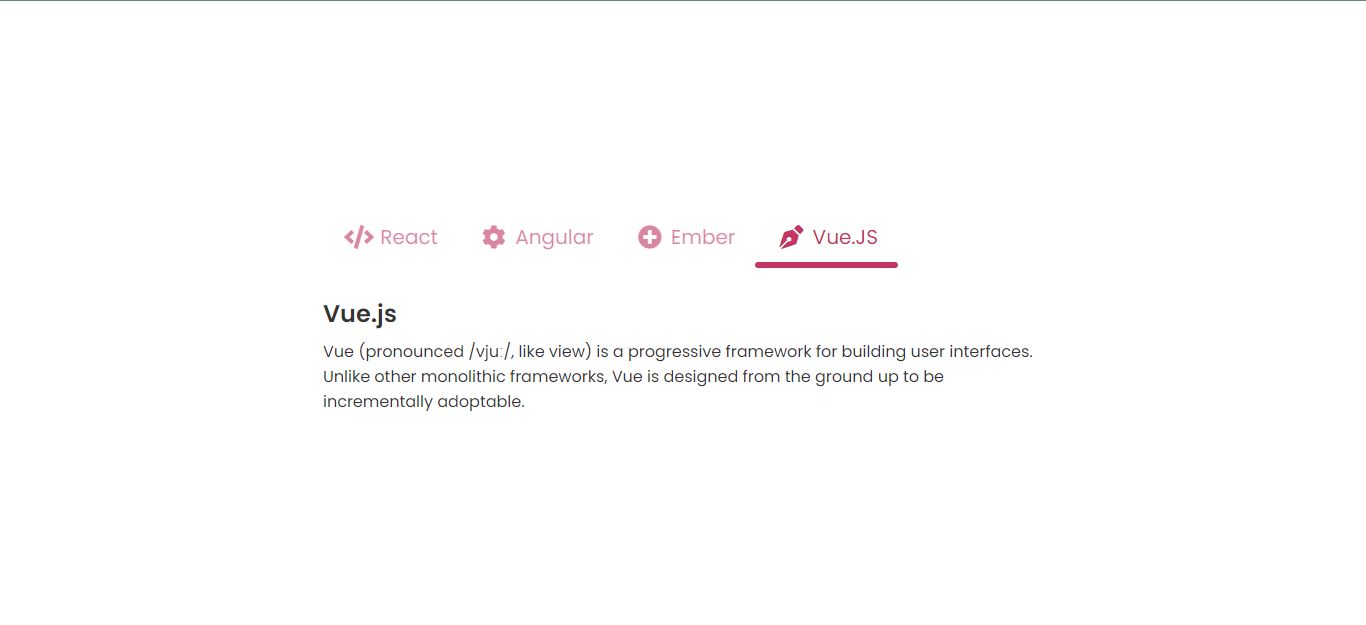 React Angular Ember Vue.JS
Vue.js
Vue (pronounced /vjuː/, like view) is a progressive framework for building user interfaces.
Unlike other monolithic frameworks, Vue is designed from the ground up to be
incrementally adoptable.